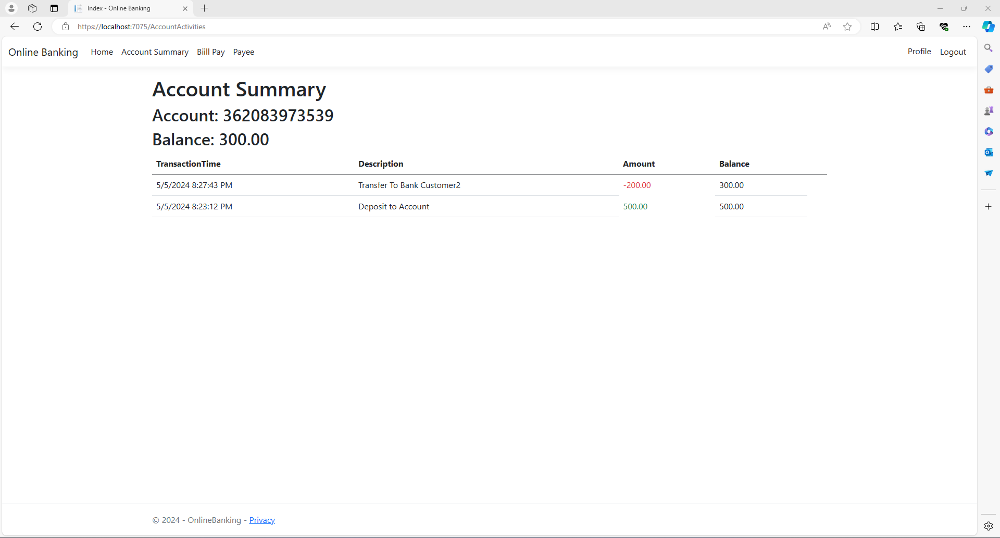 Index - Online Banking
https://localhost:7075/AccountActivities
Online Banking Home Account Summary Biill Pay Payee Profile Logout
Account Summary
Account: 362083973539
Balance: 300.00
TransactionTime Description Amount Balance
5/5/2024 8:27:43 PM Transfer To Bank Customer2 -200.00 300.00
5/5/2024 8:23:12 PM Deposit to Account 500.00 500.00
© 2024 - OnlineBanking - Privacy